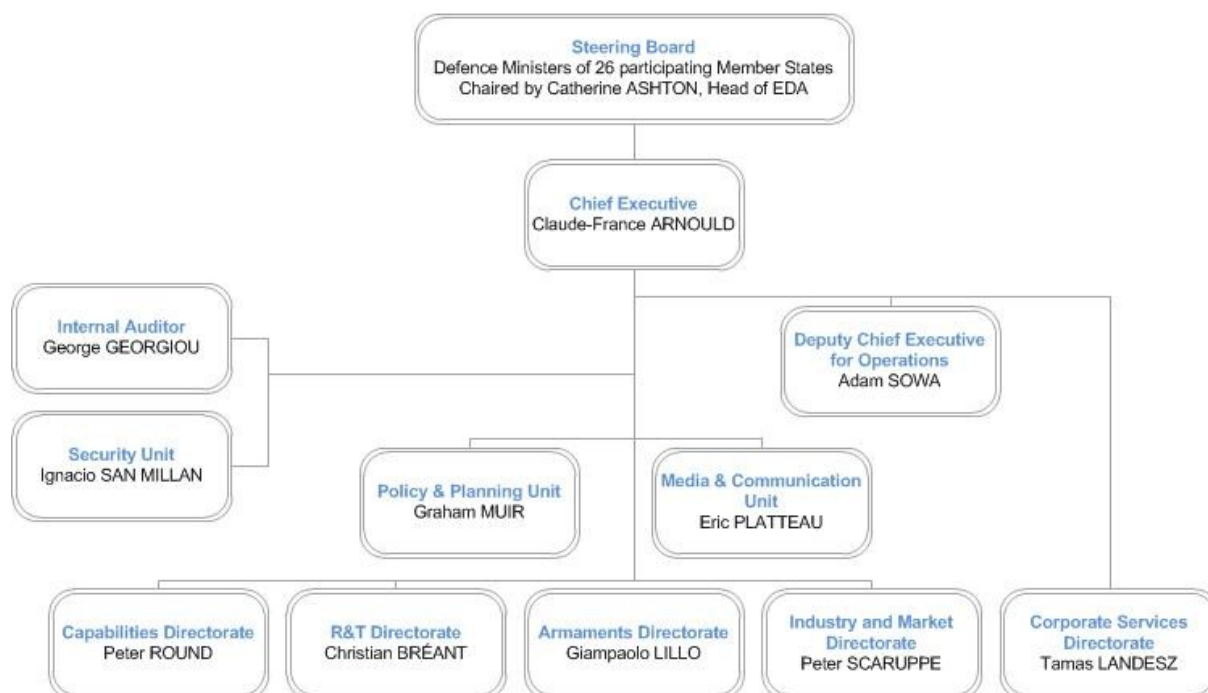 Steering Board
Defence Ministers of 26 participating Member States
Chaired by Catherine ASHTON, Head of EDA
Chief Executive
Claude-France ARNOULD
Internal Auditor
George GEORGIOU
Deputy Chief Executive
for Operations
Adam SOWA
Security Unit
Ignacio SAN MILLAN
Policy & Planning Unit
Graham MUIR
Media & Communication
Unit
Eric PLATTEAU
Capabilities Directorate
Peter ROUND
R&T Directorate
Christian BRÉANT
Armaments Directorate
Giampaolo LILLO
Industry and Market
Directorate
Peter SCARUPPE
Corporate Services
Directorate
Tamas LANDESZ